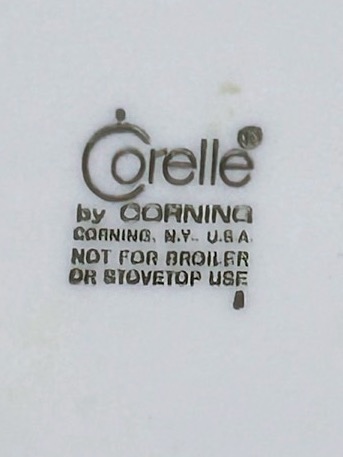 Corelle®
by CORNING
CORNING, N.Y. U.S.A.
NOT FOR BROILER
OR STOVETOP USE